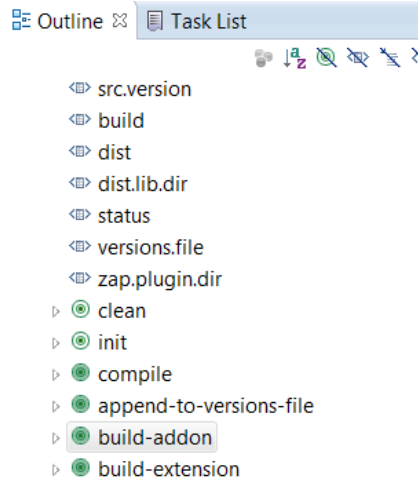 Outline Task List
a
z
src.version
build
dist
dist.lib.dir
status
versions.file
zap.plugin.dir
clean
init
compile
append-to-versions-file
build-addon
build-extension